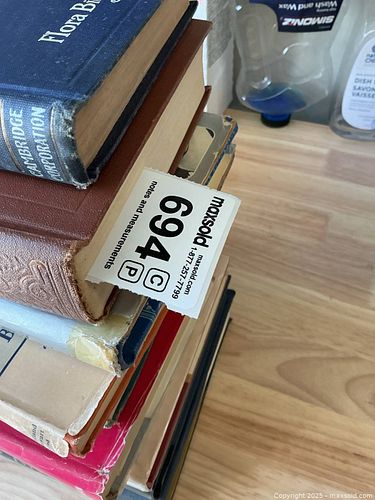 Flora B
CAMBRIDGE
CORPORATION
Wash and Wax
SIMONIZ
DISH
SAVON
VAISSE
maxsold
1-877-257-7799
maxsold.com
694
C
P
notes and measurements
B
Copyright 2025 - maxsold.com